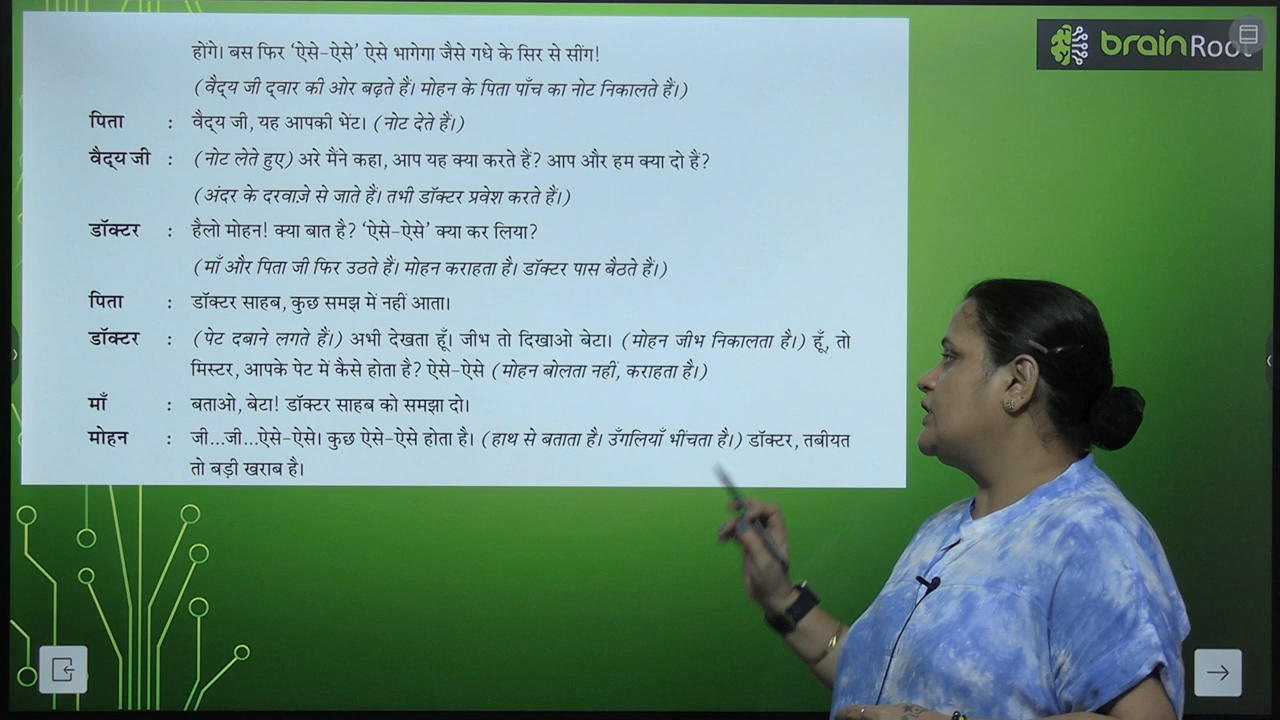 होंगे। बस फिर ‘ऐसे-ऐसे’ ऐसे भागेगा जैसे गधे के सिर से सींग!
(वैद्य जी द्वार की ओर बढ़ते हैं। मोहन के पिता पाँच का नोट निकालते हैं।)
पिता : वैद्य जी, यह आपकी भेंट। (नोट देते हैं।)
वैद्य जी : (नोट लेते हुए) अरे मैंने कहा, आप यह क्या करते हैं? आप और हम क्या दो हैं?
(अंदर के दरवाज़े से जाते हैं। तभी डॉक्टर प्रवेश करते हैं।)
डॉक्टर : हैलो मोहन! क्या बात है? ‘ऐसे-ऐसे’ क्या कर लिया?
(माँ और पिता जी फिर उठते हैं। मोहन कराहता है। डॉक्टर पास बैठते हैं।)
पिता : डॉक्टर साहब, कुछ समझ में नहीं आता।
डॉक्टर : (पेट दबाने लगते हैं।) अभी देखता हूँ। जीभ तो दिखाओ बेटा। (मोहन जीभ निकालता है।) हूँ, तो
मिस्टर, आपके पेट में कैसे होता है? ऐसे-ऐसे (मोहन बोलता नहीं, कराहता है।)
माँ : बताओ, बेटा! डॉक्टर साहब को समझा दो।
मोहन : जी...जी...ऐसे-ऐसे। कुछ ऐसे-ऐसे होता है। (हाथ से बताता है। उँगलियाँ भींचता है।) डॉक्टर, तबीयत
तो बड़ी खराब है।
brainRoot